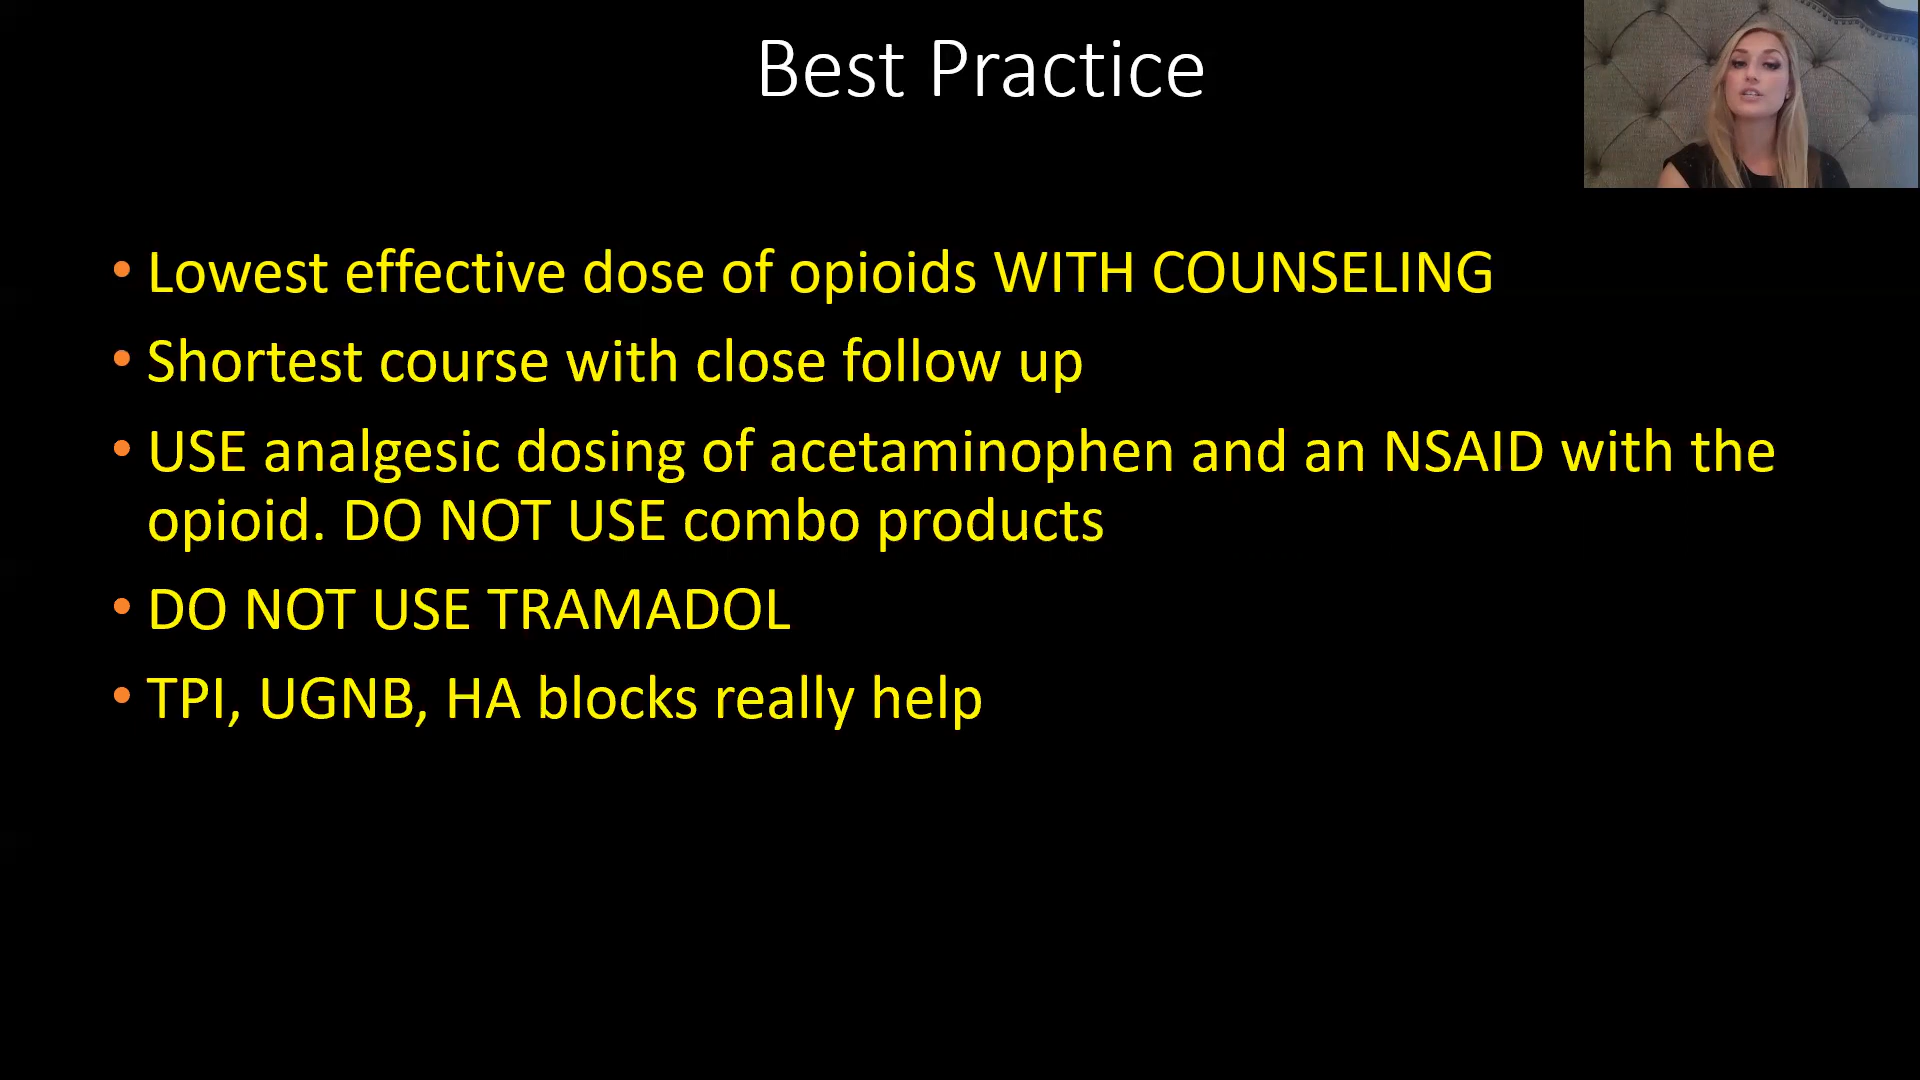 Best Practice
• Lowest effective dose of opioids WITH COUNSELING
• Shortest course with close follow up
• USE analgesic dosing of acetaminophen and an NSAID with the
opioid. DO NOT USE combo products
• DO NOT USE TRAMADOL
• TPI, UGNB, HA blocks really help